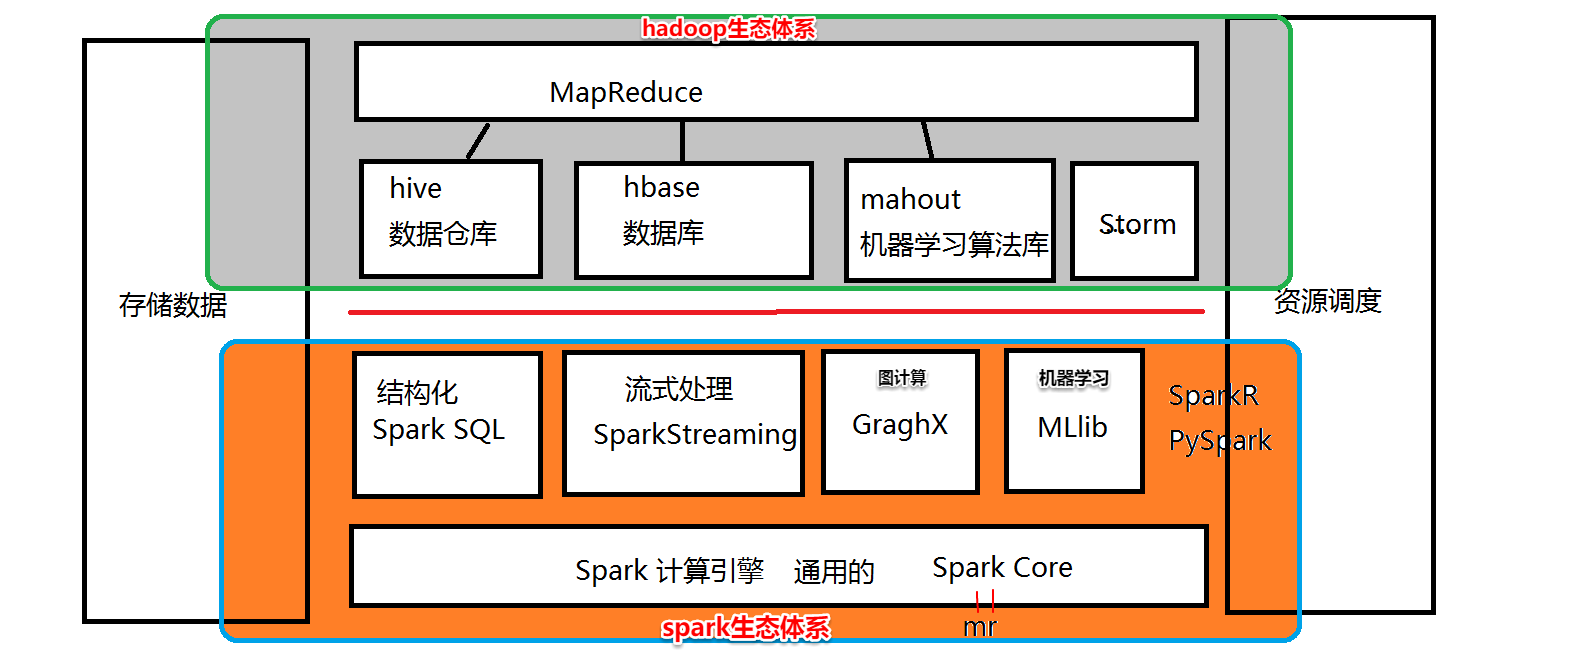 hadoop生态体系
MapReduce
hive
数据仓库
hbase
数据库
mahout
机器学习算法库
Storm
存储数据
资源调度
结构化
Spark SQL
流式处理
SparkStreaming
图计算
GraghX
机器学习
MLlib
SparkR
PySpark
Spark 计算引擎 通用的 Spark Core
mr
spark生态体系